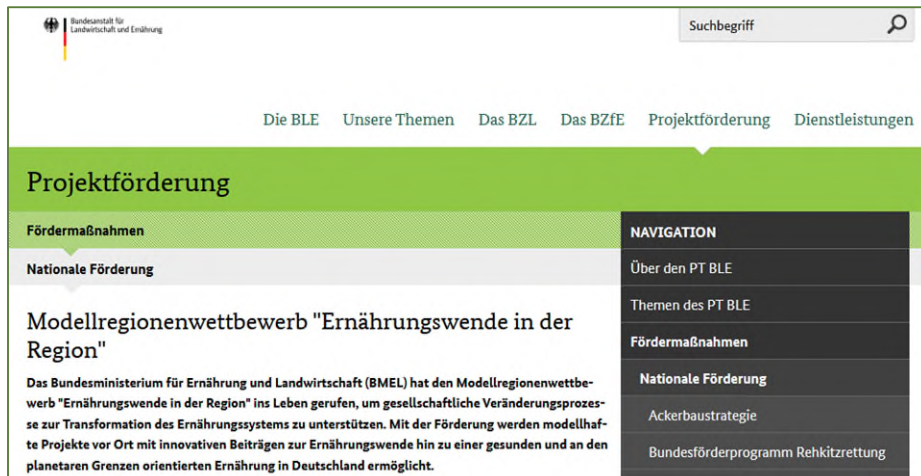 Bundesanstalt für
Landwirtschaft und Ernährung
Suchbegriff
Die BLE Unsere Themen Das BZL Das BZfE Projektförderung Dienstleistungen
Projektförderung
Fördermaßnahmen
Nationale Förderung
Modellregionenwettbewerb "Ernährungswende in der
Region"
Das Bundesministerium für Ernährung und Landwirtschaft (BMEL) hat den Modellregionenwettbe-
werb "Ernährungswende in der Region" ins Leben gerufen, um gesellschaftliche Veränderungsprozes-
se zur Transformation des Ernährungssystems zu unterstützen. Mit der Förderung werden modellhaf-
te Projekte vor Ort mit innovativen Beiträgen zur Ernährungswende hin zu einer gesunden und an den
planetaren Grenzen orientierten Ernährung in Deutschland ermöglicht.
NAVIGATION
Über den PT BLE
Themen des PT BLE
Fördermaßnahmen
Nationale Förderung
Ackerbaustrategie
Bundesförderprogramm Rehkitzrettung